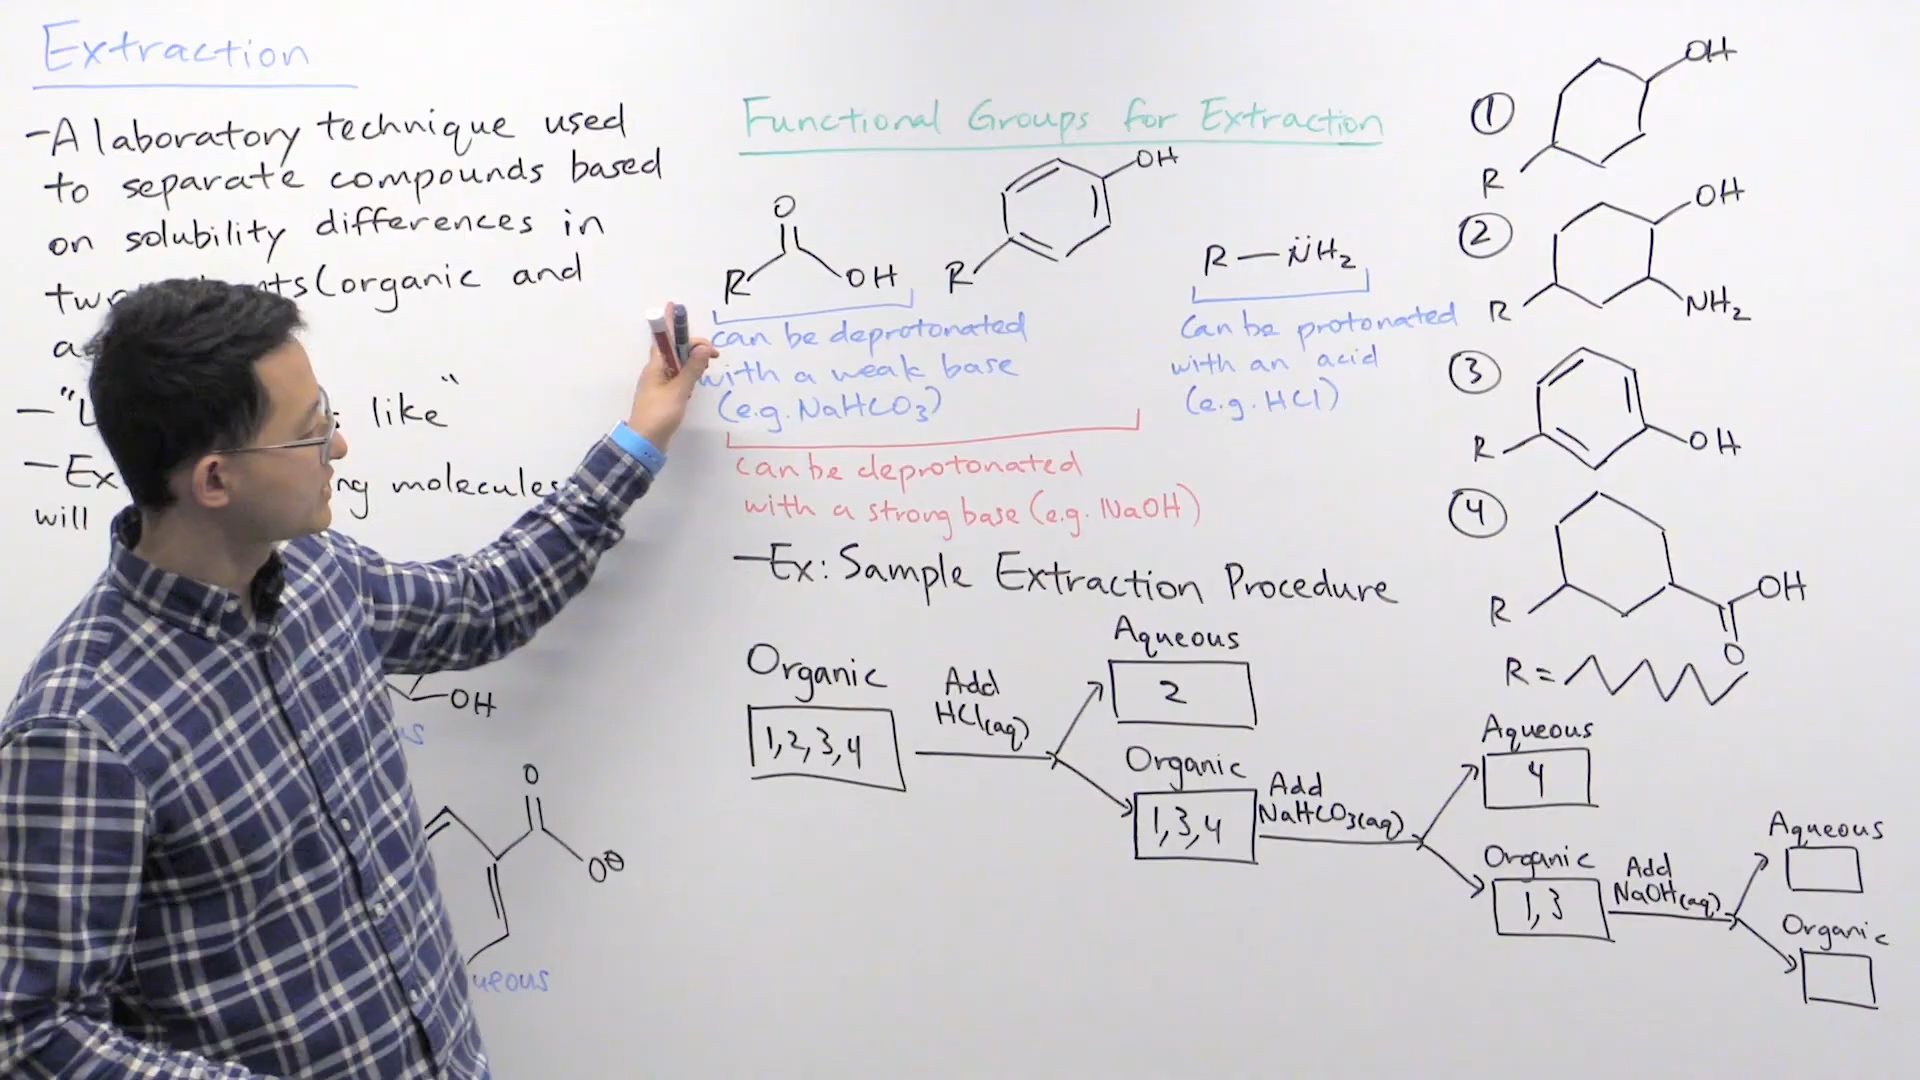 Extraction
-A laboratory technique used
to separate compounds based
on solubility differences in
(organic and
like"
-Ex molecules
will
OH
O
O⊖
Functional Groups for Extraction
O
R OH
R OH
R-N̈H₂
can be deprotonated
with a weak base
(e.g. NaHCO₃)
can be protonated
with an acid
(e.g. HCl)
can be deprotonated
with a strong base (e.g. NaOH)
-Ex: Sample Extraction Procedure
Organic
1,2,3,4
Add
HCl(aq)
Aqueous
2
Organic
1,3,4
Add
NaHCO₃(aq)
Aqueous
4
Organic
1,3
Add
NaOH(aq)
Aqueous
Organic
① OH
R
② OH
R NH₂
③
R OH
④
R OH
O
R=